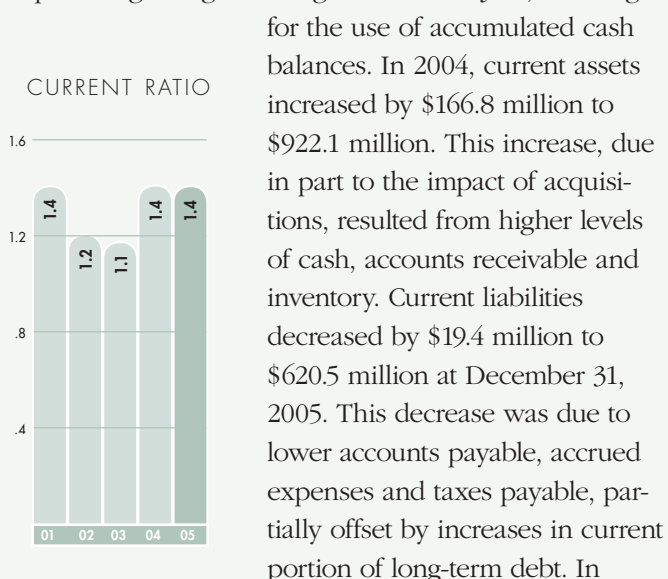 CURRENT RATIO
1.6
1.2
.8
.4
1.4
1.2
1.1
1.4
1.4
01 02 03 04 05
for the use of accumulated cash
balances. In 2004, current assets
increased by $166.8 million to
$922.1 million. This increase, due
in part to the impact of acquisi-
tions, resulted from higher levels
of cash, accounts receivable and
inventory. Current liabilities
decreased by $19.4 million to
$620.5 million at December 31,
2005. This decrease was due to
lower accounts payable, accrued
expenses and taxes payable, par-
tially offset by increases in current
portion of long-term debt. In